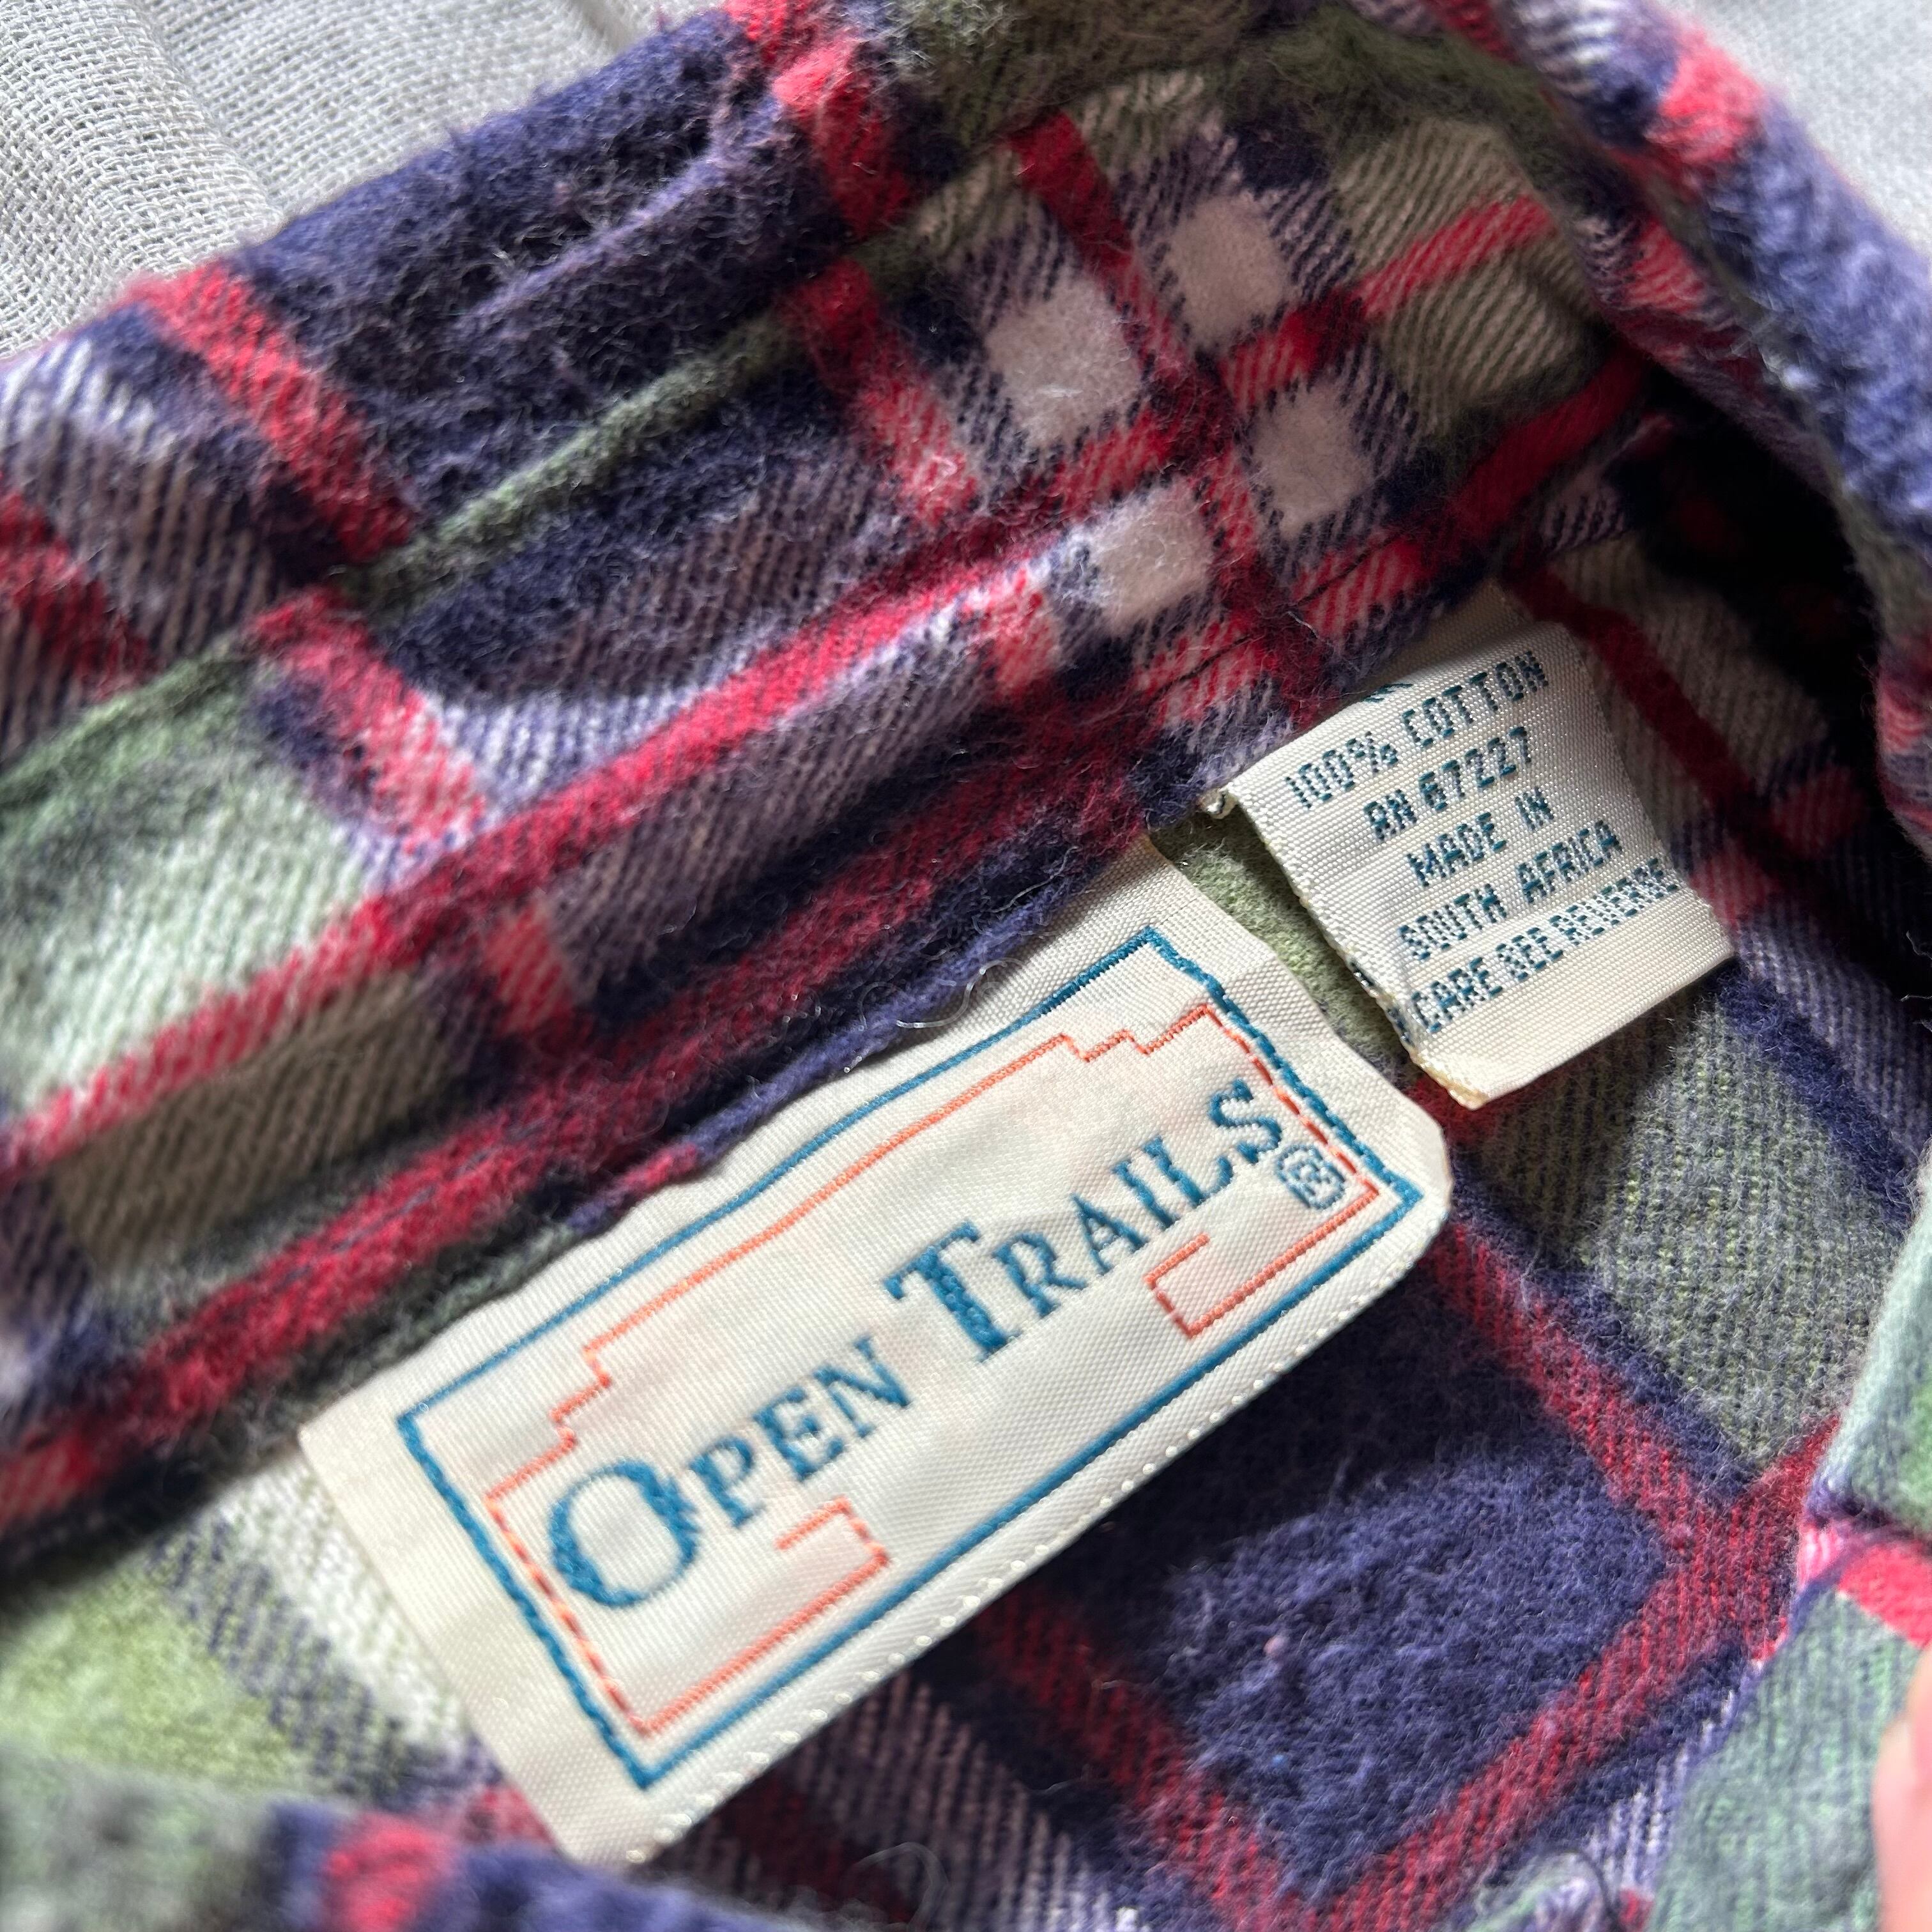 100% COTTON
RN 67227
MADE IN
SOUTH AFRICA
CARE SEE REVERSE
OPEN TRAILS®